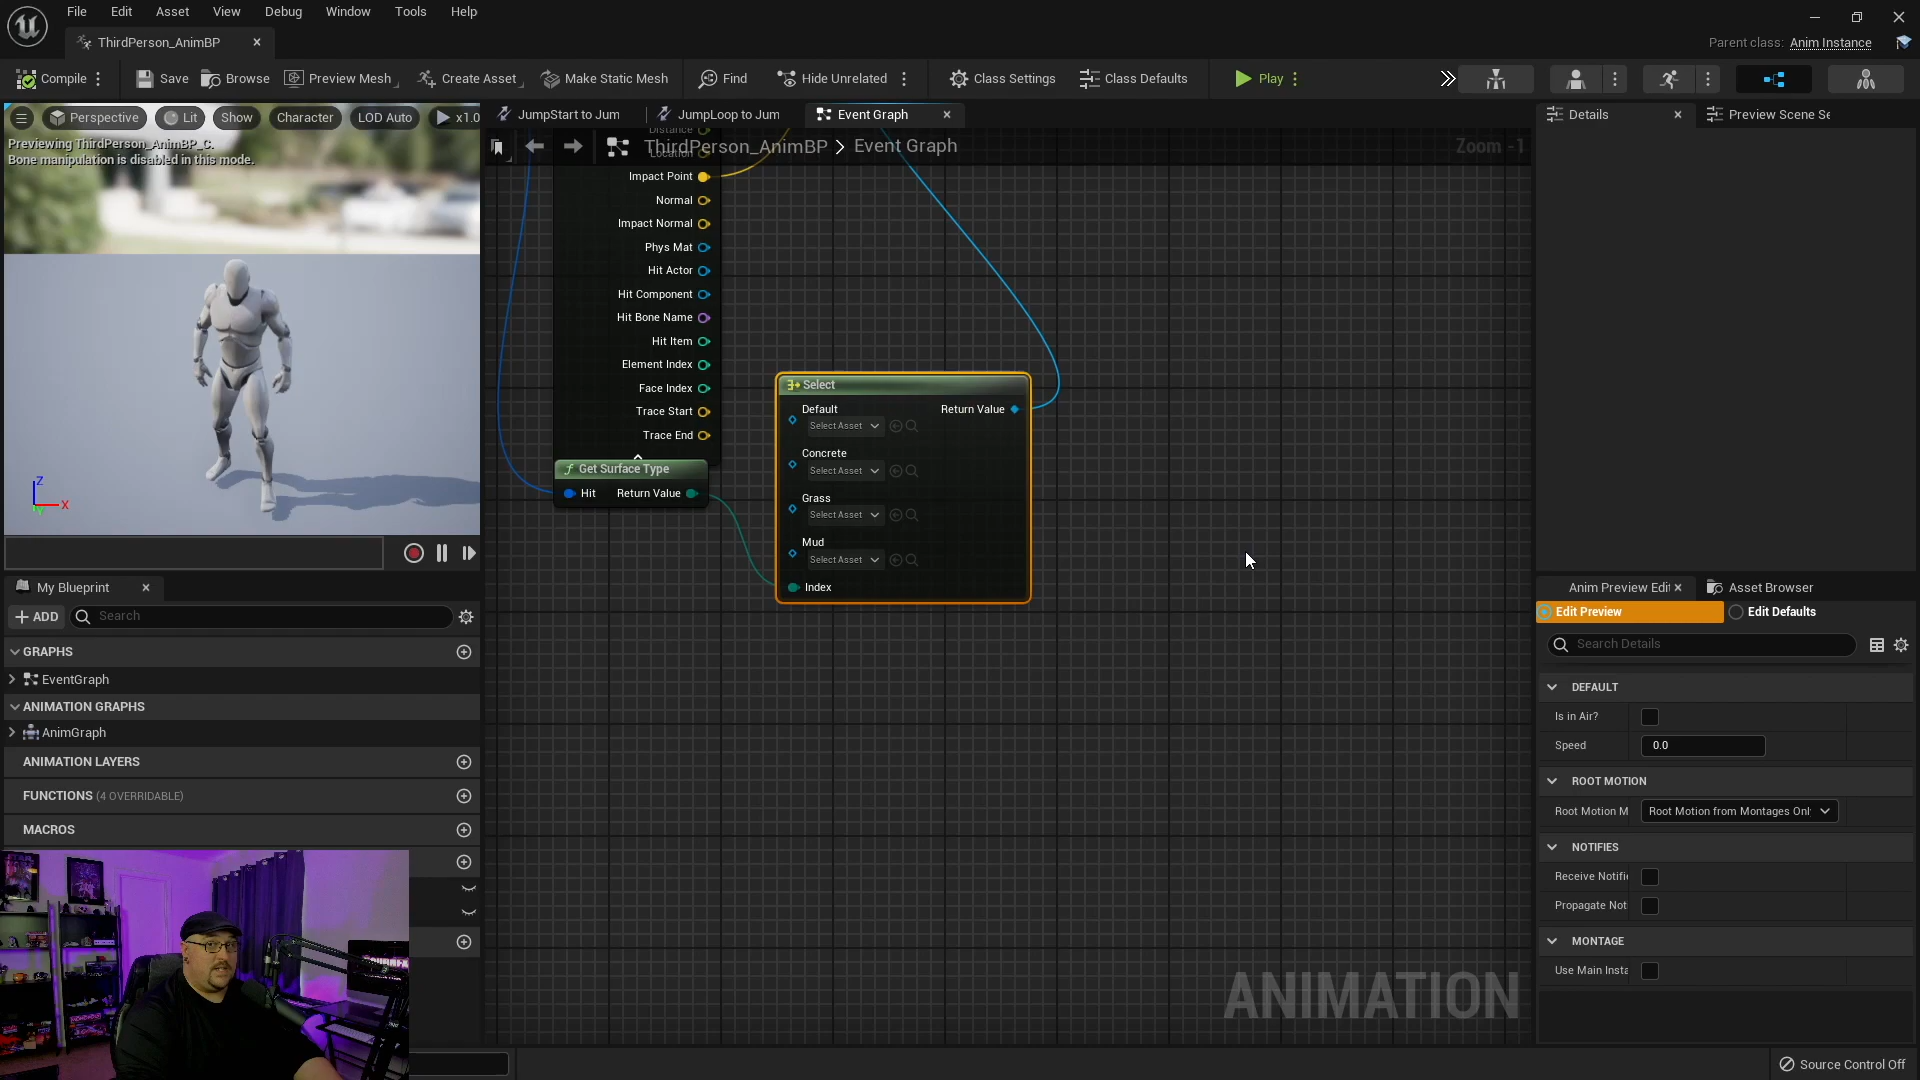 File Edit Asset View Debug Window Tools Help
ThirdPerson_AnimBP
Parent class: Anim Instance
Compile Save Browse Preview Mesh Create Asset Make Static Mesh Find Hide Unrelated Class Settings Class Defaults Play
Perspective Lit Show Character LOD Auto x1.0
Previewing ThirdPerson_AnimBP_C.
Bone manipulation is disabled in this mode.
Z
X
JumpStart to Jum JumpLoop to Jum Event Graph
ThirdPerson_AnimBP > Event Graph
Zoom -1
Distance
Location
Impact Point
Normal
Impact Normal
Phys Mat
Hit Actor
Hit Component
Hit Bone Name
Hit Item
Element Index
Face Index
Trace Start
Trace End
Get Surface Type
Hit Return Value
Select
Default Return Value
Select Asset
Concrete
Select Asset
Grass
Select Asset
Mud
Select Asset
Index
ANIMATION
My Blueprint
ADD Search
GRAPHS
EventGraph
ANIMATION GRAPHS
AnimGraph
ANIMATION LAYERS
FUNCTIONS (4 OVERRIDABLE)
MACROS
Details Preview Scene Se
Anim Preview Edit Asset Browser
Edit Preview Edit Defaults
Search Details
DEFAULT
Is in Air?
Speed 0.0
ROOT MOTION
Root Motion M Root Motion from Montages Onl
NOTIFIES
Receive Notifi
Propagate Not
MONTAGE
Use Main Insta
Source Control Off